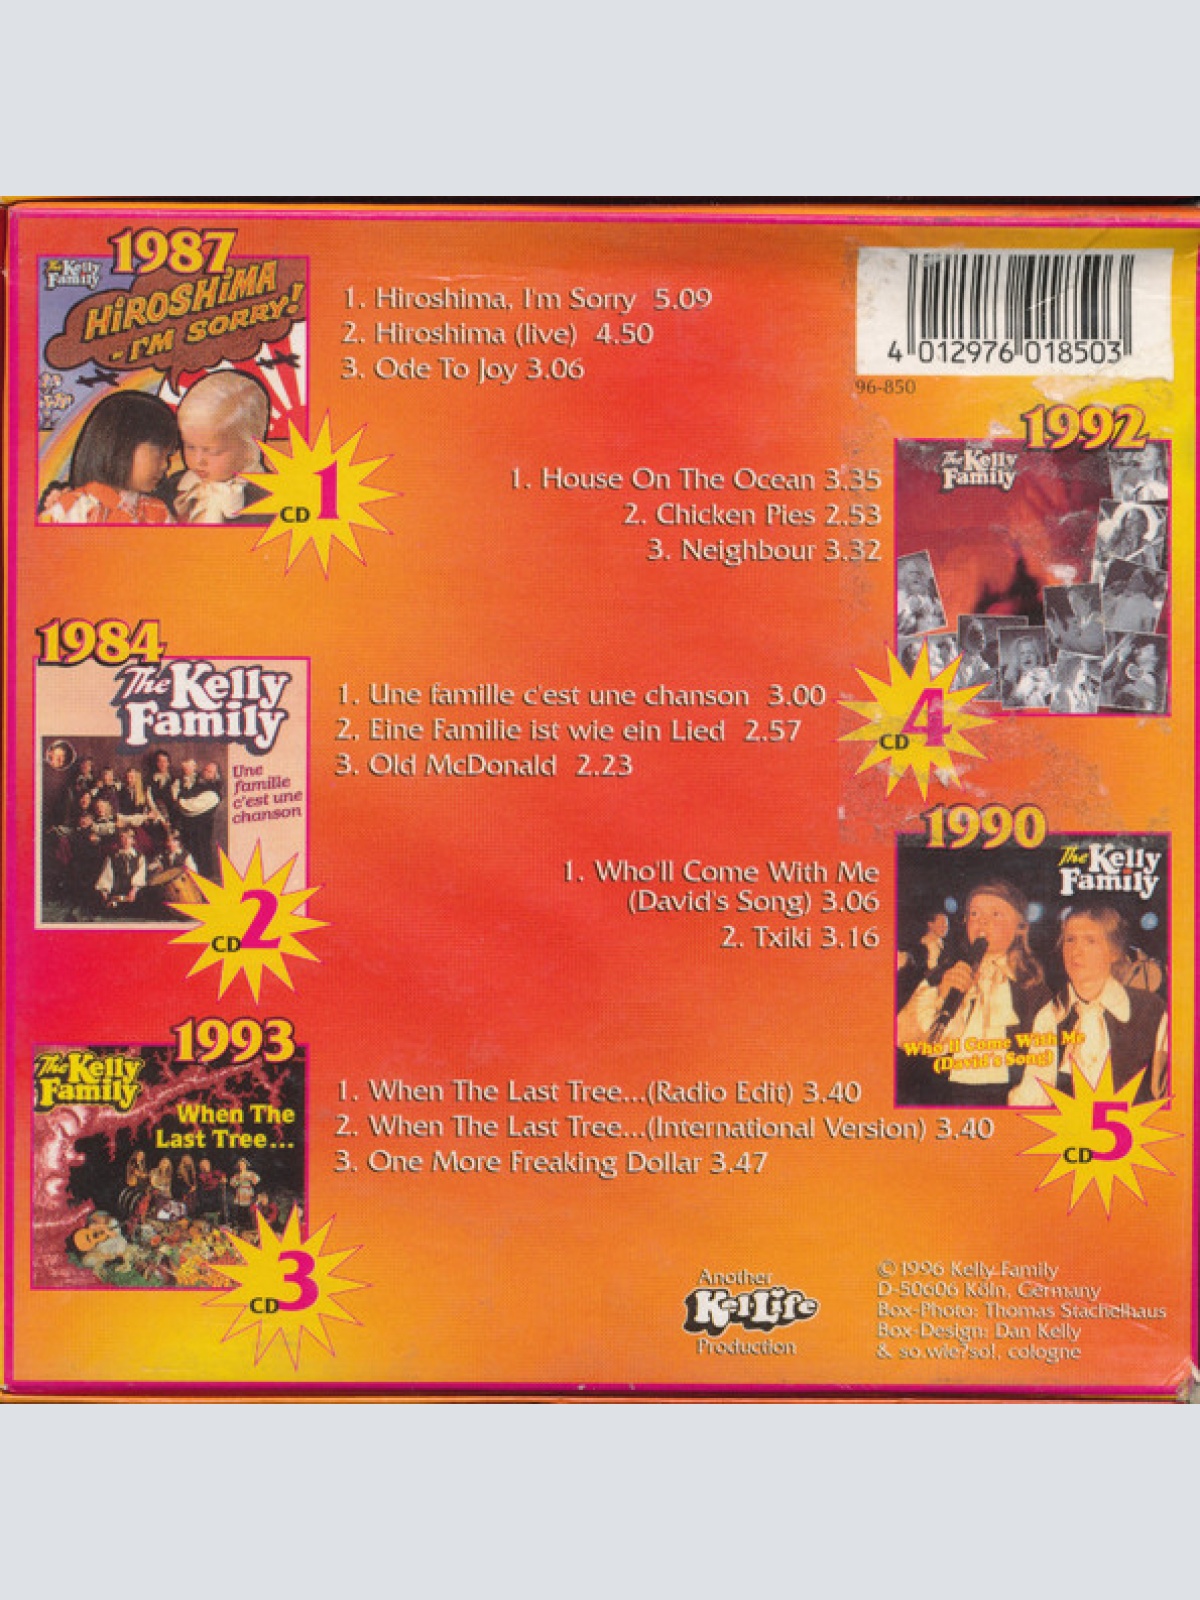 1987
The Kelly Family
HiROSHiMA
- I'M SORRY!
CD 1
1. Hiroshima, I'm Sorry 5.09
2. Hiroshima (live) 4.50
3. Ode To Joy 3.06
4 012976 018503
96-850
1992
The Kelly
Family
CD 4
1. House On The Ocean 3.35
2. Chicken Pies 2.53
3. Neighbour 3.32
1984
The Kelly
Family
Une
famille
c'est une
chanson
CD 2
1. Une famille c'est une chanson 3.00
2. Eine Familie ist wie ein Lied 2.57
3. Old McDonald 2.23
1990
The Kelly
Family
Who'll Come With Me
(David's Song)
CD 5
1. Who'll Come With Me
(David's Song) 3.06
2. Txiki 3.16
1993
The Kelly
Family
When The
Last Tree...
CD 3
1. When The Last Tree...(Radio Edit) 3.40
2. When The Last Tree...(International Version) 3.40
3. One More Freaking Dollar 3.47
Another
Kel-Life
Production
© 1996 Kelly Family
D-50606 Köln, Germany
Box-Photo: Thomas Stachelhaus
Box-Design: Dan Kelly
& so.wie?so!, cologne